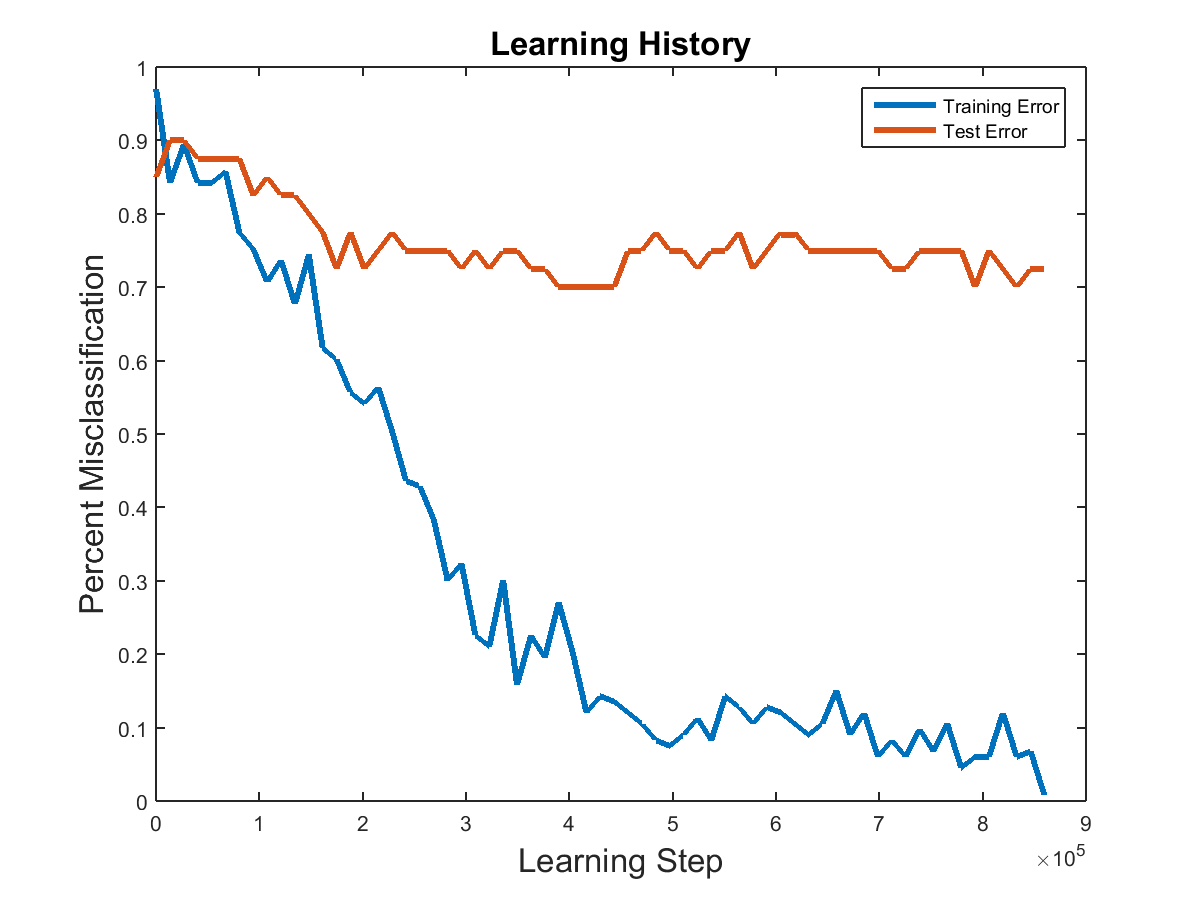 Learning History
Training Error
Test Error
Percent Misclassification
1
0.9
0.8
0.7
0.6
0.5
0.4
0.3
0.2
0.1
0
0 1 2 3 4 5 6 7 8 9
×10⁵
Learning Step